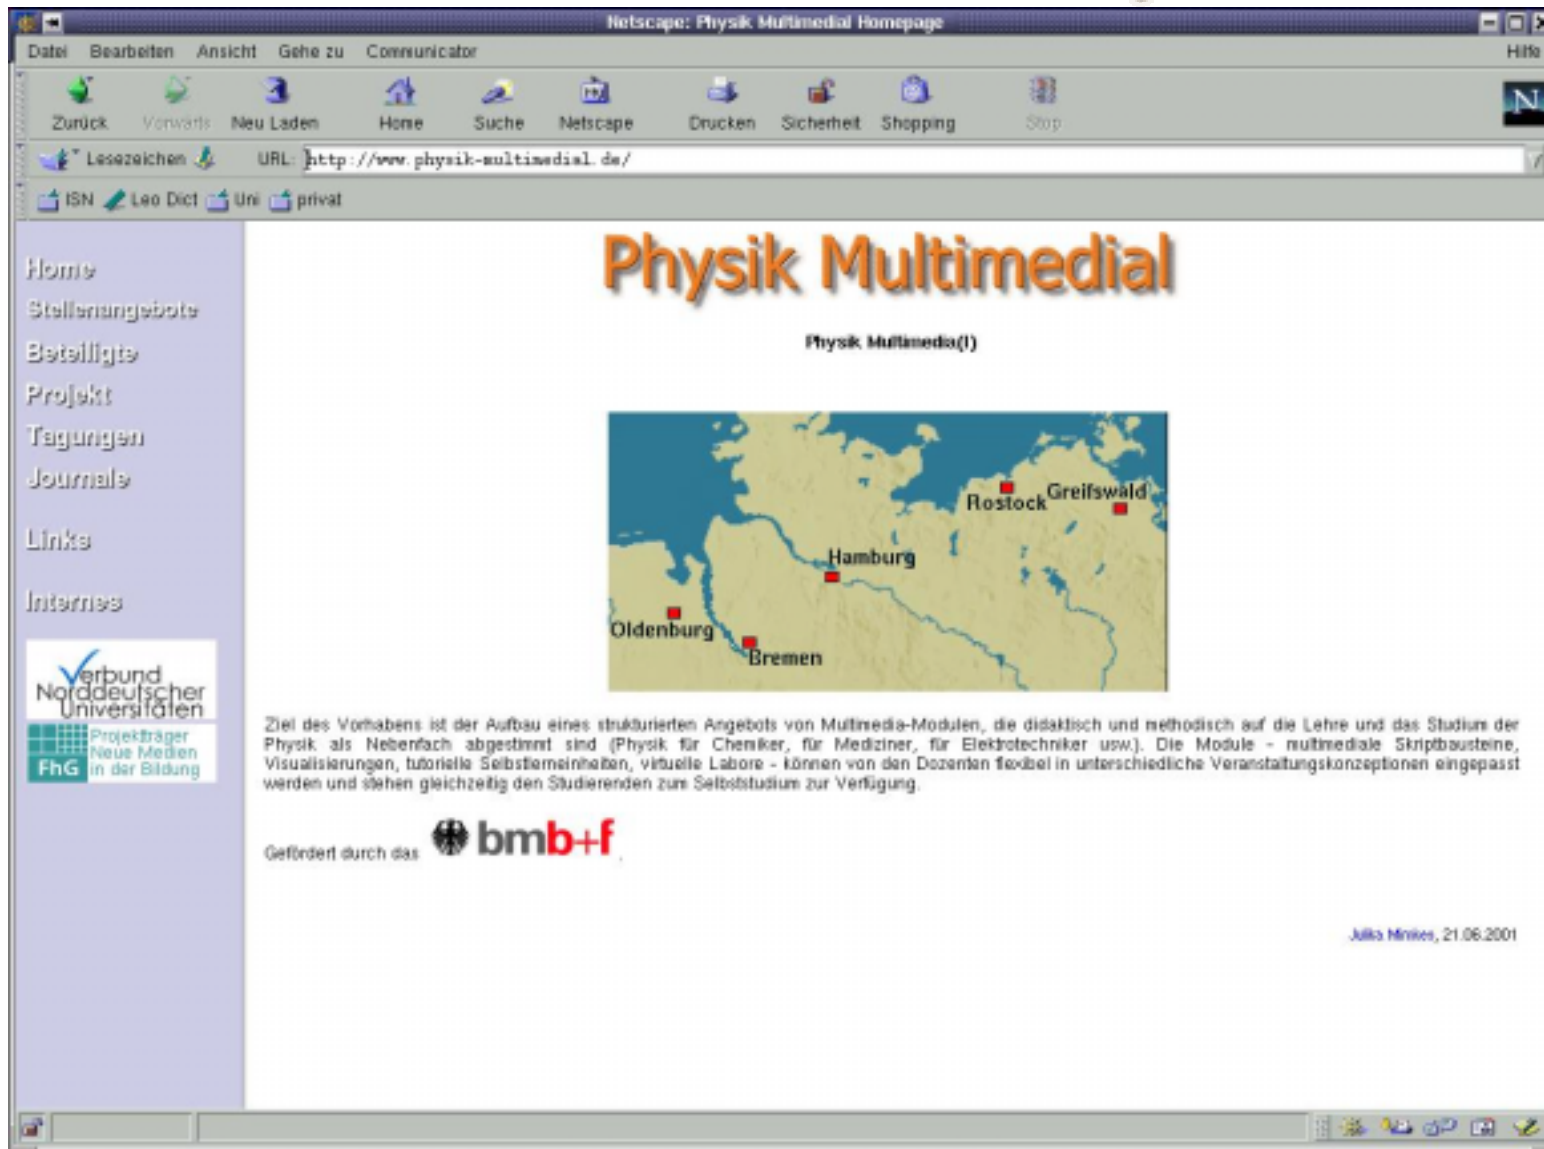 Netscape: Physik Multimedial Homepage
Datei Bearbeiten Ansicht Gehe zu Communicator Hilfe
Zurück Vorwärts Neu Laden Home Suche Netscape Drucken Sicherheit Shopping Stop
N
Lesezeichen URL: http://www.physik-multimedial.de/
ISN Leo Dict Uni privat
Home
Stellenangebote
Beteiligte
Projekt
Tagungen
Journale
Links
Internes
Verbund
Norddeutscher
Universitäten
Projektträger
Neue Medien
FhG in der Bildung
Physik Multimedial
Physik Multimedia(l)
Rostock
Greifswald
Hamburg
Oldenburg
Bremen
Ziel des Vorhabens ist der Aufbau eines strukturierten Angebots von Multimedia-Modulen, die didaktisch und methodisch auf die Lehre und das Studium der
Physik als Nebenfach abgestimmt sind (Physik für Chemiker, für Mediziner, für Elektrotechniker usw.). Die Module - multimediale Skriptbausteine,
Visualisierungen, tutorielle Selbstlerneinheiten, virtuelle Labore - können von den Dozenten flexibel in unterschiedliche Veranstaltungskonzeptionen eingepasst
werden und stehen gleichzeitig den Studierenden zum Selbststudium zur Verfügung.
Gefördert durch das bmb+f.
Julika Mimkes, 21.06.2001